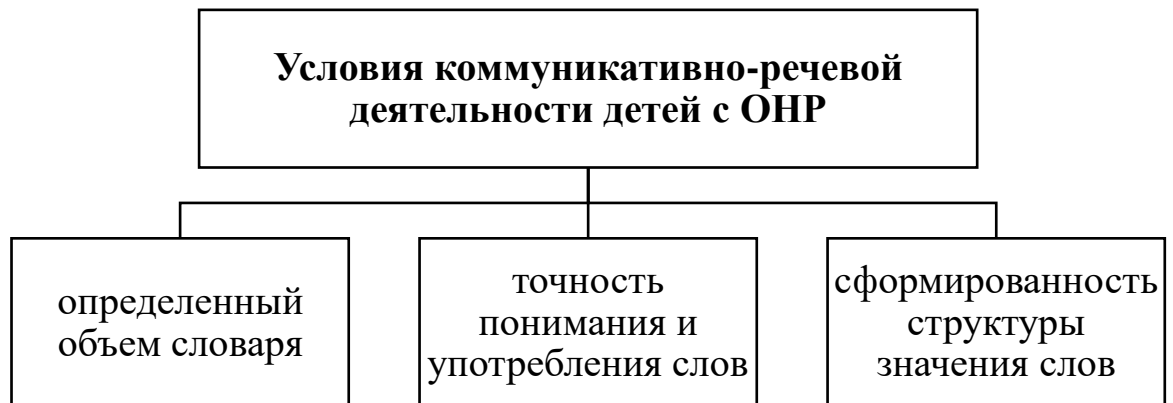 Условия коммуникативно-речевой
деятельности детей с ОНР
определенный
объем словаря
точность
понимания и
употребления слов
сформированность
структуры
значения слов